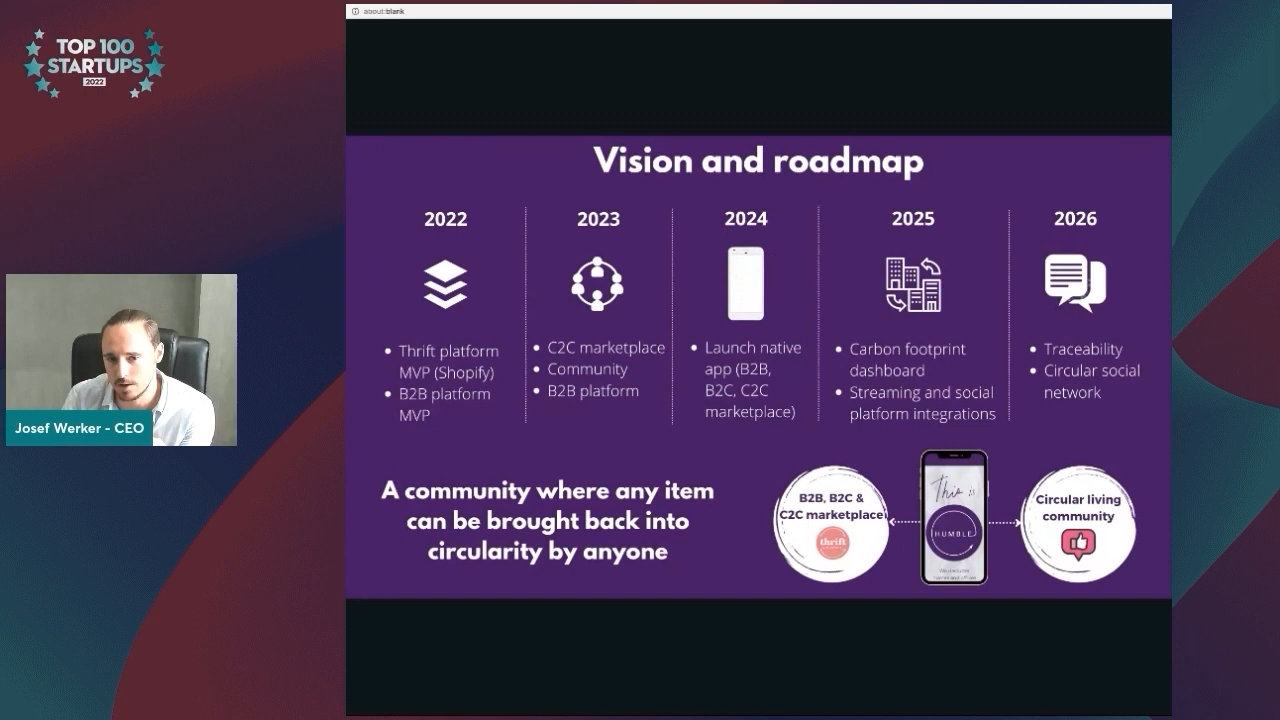 about:blank
TOP 100
STARTUPS
2022
Vision and roadmap
2022
2023
2024
2025
2026
• Thrift platform
MVP (Shopify)
• B2B platform
MVP
• C2C marketplace
• Community
• B2B platform
• Launch native
app (B2B,
B2C, C2C
marketplace)
• Carbon footprint
dashboard
• Streaming and social
platform integrations
• Traceability
• Circular social
network
Josef Werker - CEO
A community where any item
can be brought back into
circularity by anyone
B2B, B2C &
C2C marketplace
thrift
This is
HUMBLE
Circular living
community